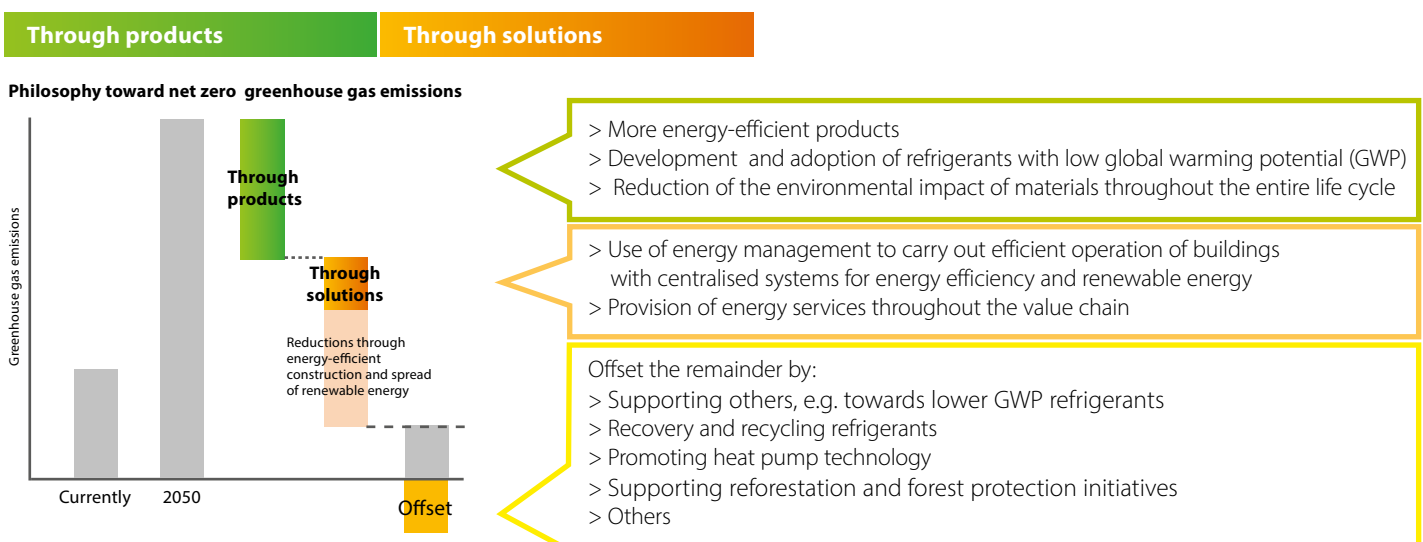 Through products
Through solutions
Philosophy toward net zero greenhouse gas emissions
Greenhouse gas emissions
Through
products
Through
solutions
Reductions through
energy-efficient
construction and spread
of renewable energy
Currently
2050
Offset
> More energy-efficient products
> Development and adoption of refrigerants with low global warming potential (GWP)
> Reduction of the environmental impact of materials throughout the entire life cycle
> Use of energy management to carry out efficient operation of buildings
with centralised systems for energy efficiency and renewable energy
> Provision of energy services throughout the value chain
Offset the remainder by:
> Supporting others, e.g. towards lower GWP refrigerants
> Recovery and recycling refrigerants
> Promoting heat pump technology
> Supporting reforestation and forest protection initiatives
> Others